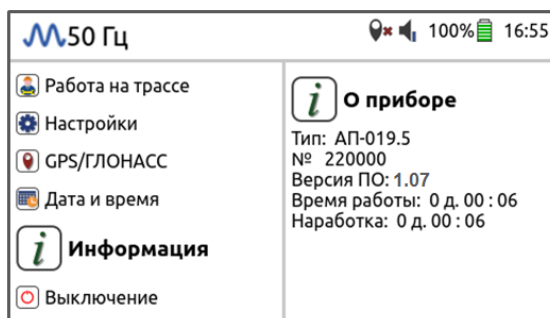 50 Гц 100% 16:55
Работа на трассе
Настройки
GPS/ГЛОНАСС
Дата и время
Информация
Выключение
О приборе
Тип: АП-019.5
№ 220000
Версия ПО: 1.07
Время работы: 0 д. 00 : 06
Наработка: 0 д. 00 : 06